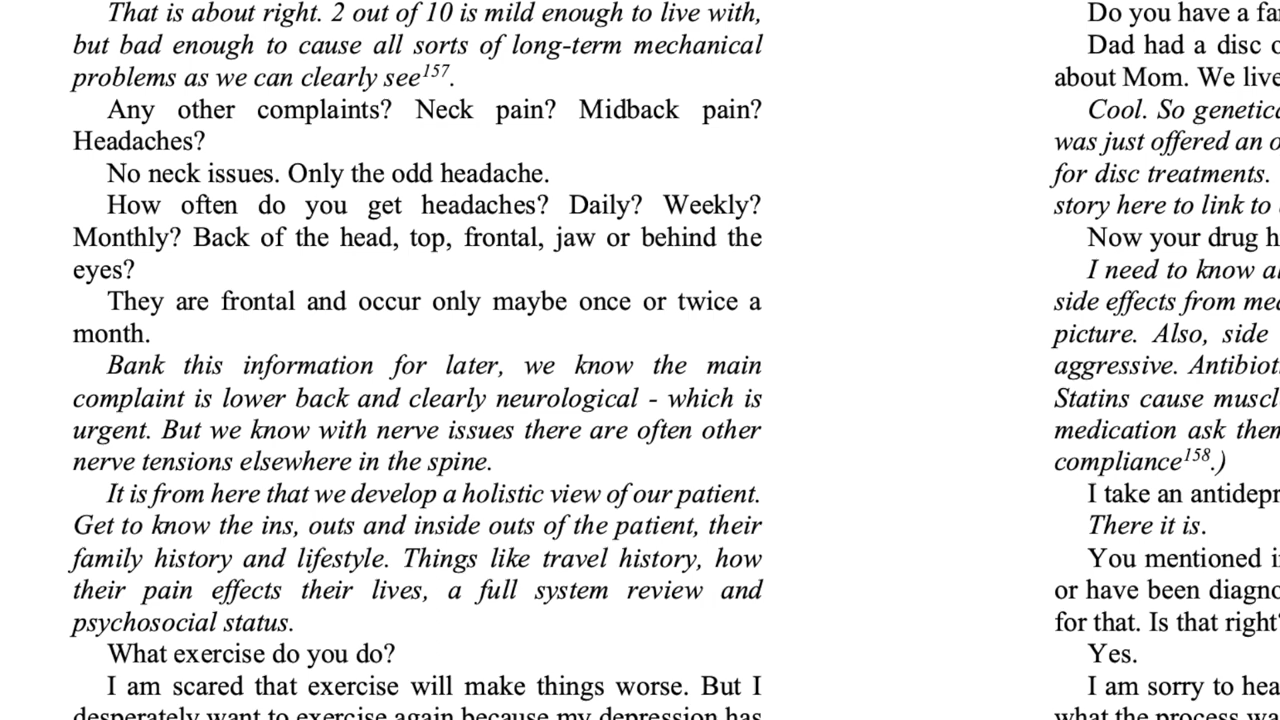 That is about right. 2 out of 10 is mild enough to live with,
but bad enough to cause all sorts of long-term mechanical
problems as we can clearly see157.
Any other complaints? Neck pain? Midback pain?
Headaches?
No neck issues. Only the odd headache.
How often do you get headaches? Daily? Weekly?
Monthly? Back of the head, top, frontal, jaw or behind the
eyes?
They are frontal and occur only maybe once or twice a
month.
Bank this information for later, we know the main
complaint is lower back and clearly neurological - which is
urgent. But we know with nerve issues there are often other
nerve tensions elsewhere in the spine.
It is from here that we develop a holistic view of our patient.
Get to know the ins, outs and inside outs of the patient, their
family history and lifestyle. Things like travel history, how
their pain effects their lives, a full system review and
psychosocial status.
What exercise do you do?
I am scared that exercise will make things worse. But I
desperately want to exercise again because my depression has
Do you have a
Dad had a disc
about Mom. We
Cool. So
was just offered an
for disc treatments.
story here to link to
Now your drug
I need to know
side effects from
picture. Also, side
aggressive.
Statins cause
medication ask
compliance158.)
I take an
There it is.
You mentioned
or have been
for that. Is that right?
Yes.
I am sorry to
what the process